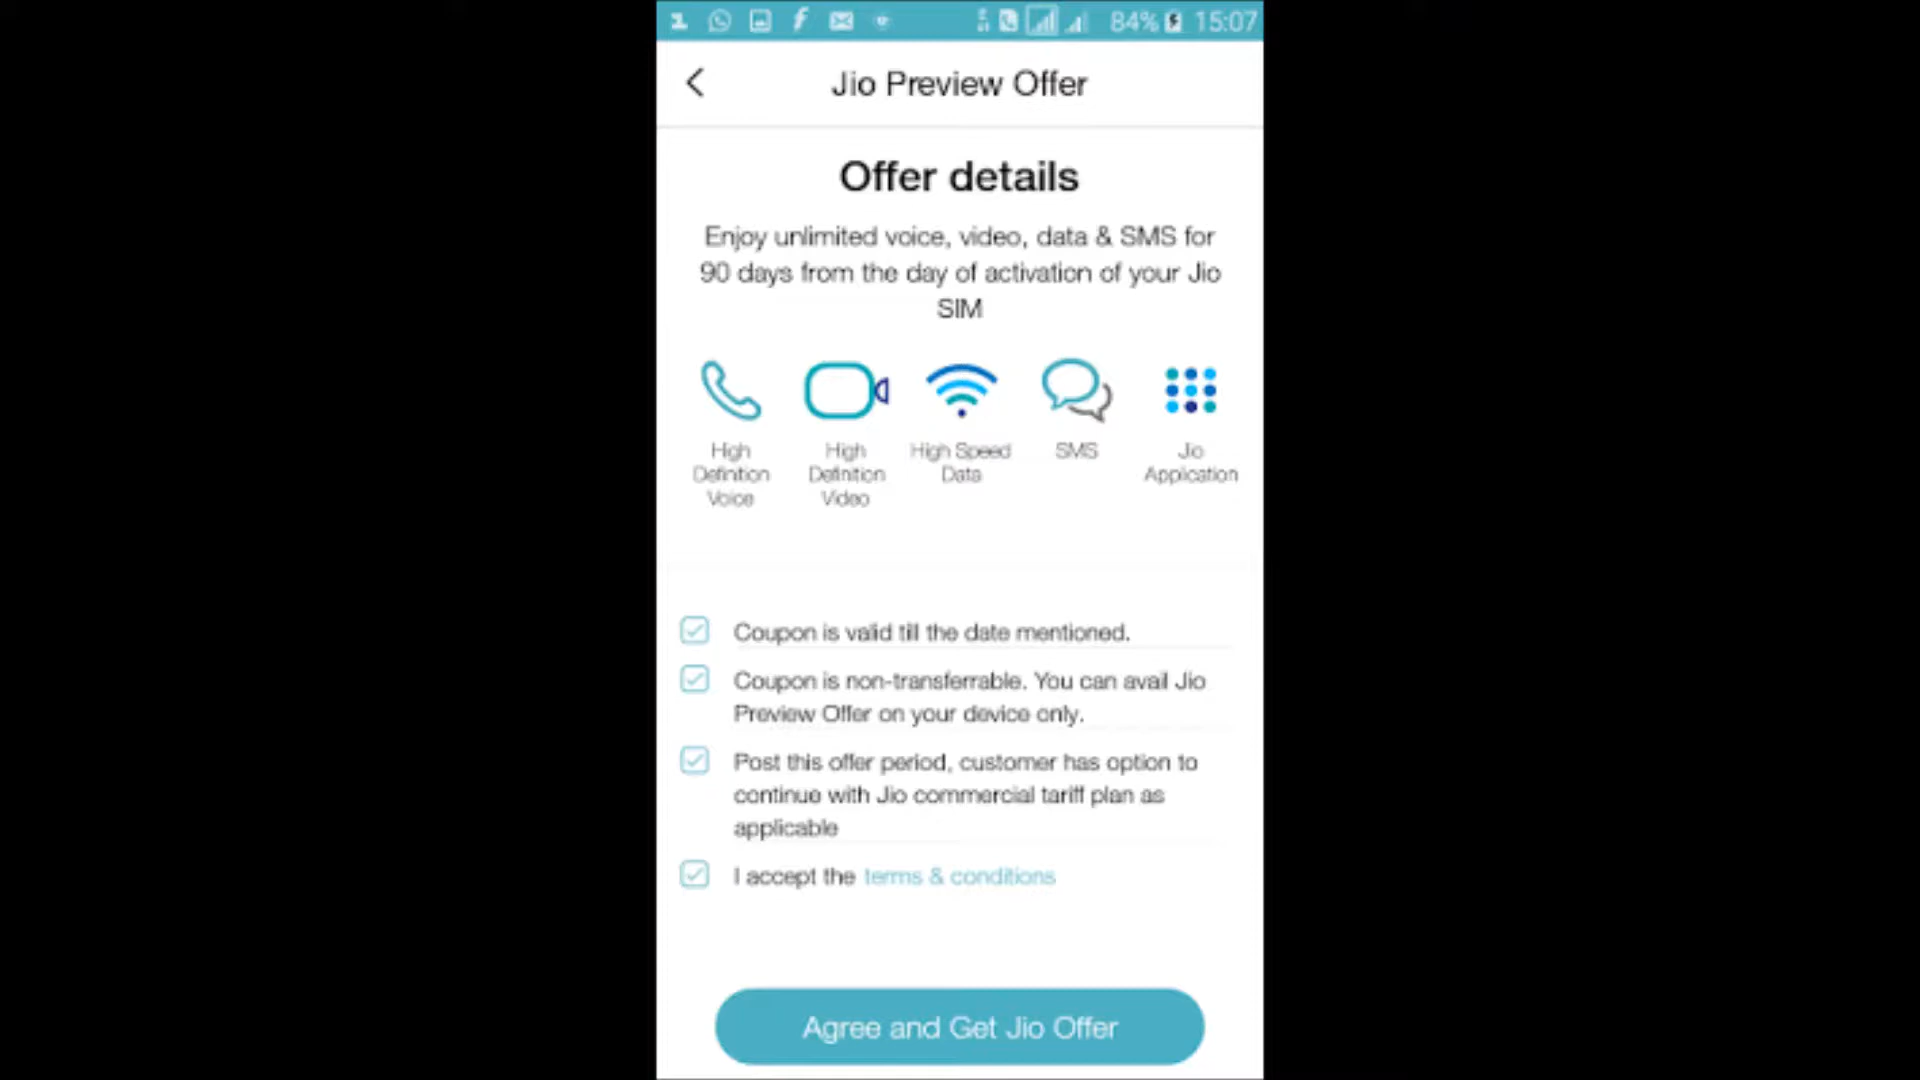 84% 15:07
Jio Preview Offer
Offer details
Enjoy unlimited voice, video, data & SMS for
90 days from the day of activation of your Jio
SIM
High Definition Voice
High Definition Video
High Speed Data
SMS
Jio Application
Coupon is valid till the date mentioned.
Coupon is non-transferrable. You can avail Jio
Preview Offer on your device only.
Post this offer period, customer has option to
continue with Jio commercial tariff plan as
applicable
I accept the terms & conditions
Agree and Get Jio Offer